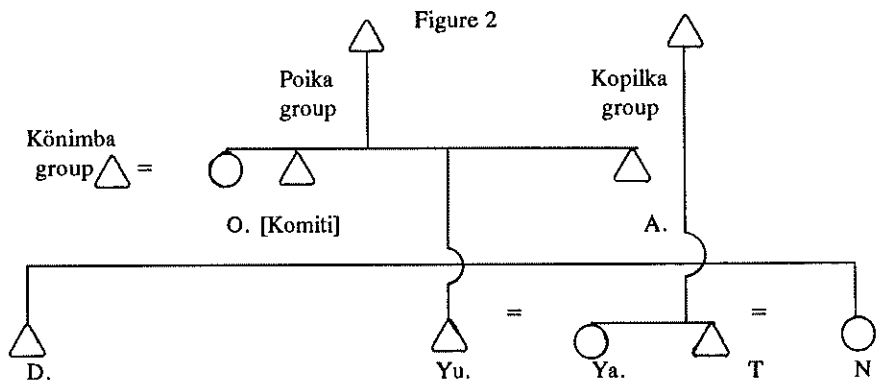 Figure 2
Poika
group
Kopilka
group
Könimba
group =
O. [Komiti]
A.
= =
D.
Yu.
Ya.
T
N